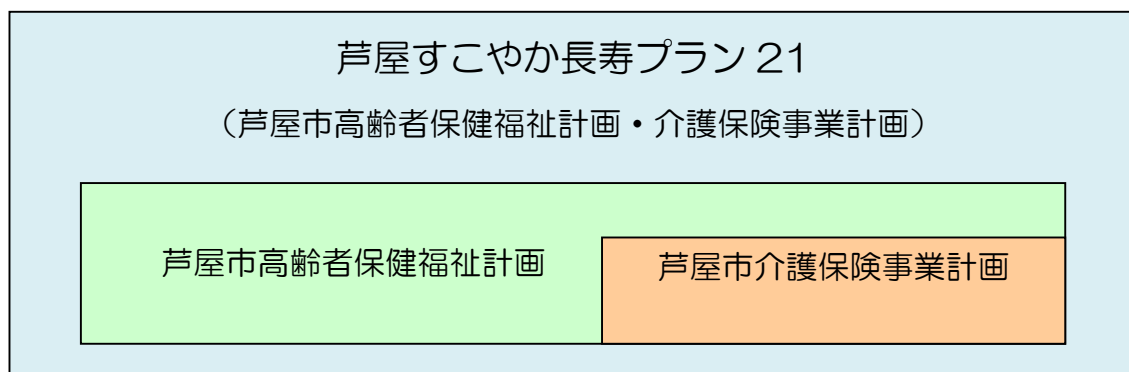 芦屋すこやか長寿プラン 21
（芦屋市高齢者保健福祉計画・介護保険事業計画）
芦屋市高齢者保健福祉計画
芦屋市介護保険事業計画